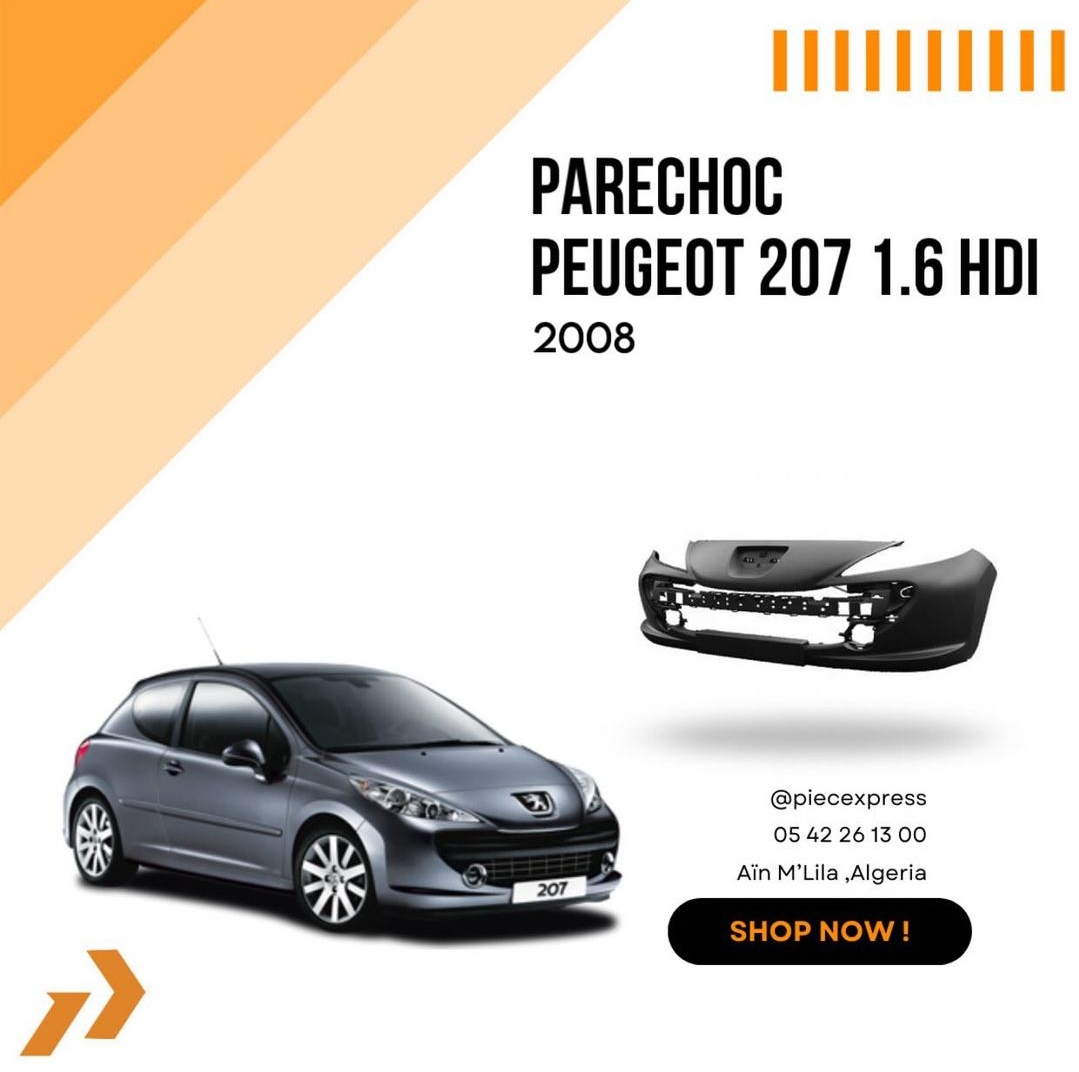 PARECHOC
PEUGEOT 207 1.6 HDI
2008
207
@piecexpress
05 42 26 13 00
Aïn M’Lila ,Algeria
SHOP NOW !